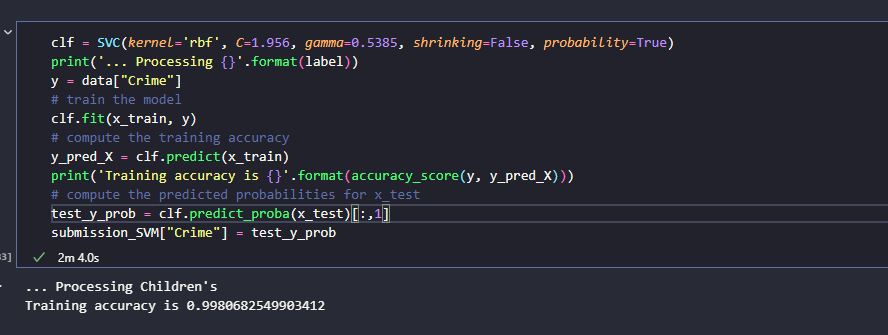 clf = SVC(kernel='rbf', C=1.956, gamma=0.5385, shrinking=False, probability=True)
print('... Processing {}'.format(label))
y = data["Crime"]
# train the model
clf.fit(x_train, y)
# compute the training accuracy
y_pred_X = clf.predict(x_train)
print('Training accuracy is {}'.format(accuracy_score(y, y_pred_X)))
# compute the predicted probabilities for x_test
test_y_prob = clf.predict_proba(x_test)[:,1]
submission_SVM["Crime"] = test_y_prob
3] ✓ 2m 4.0s
... Processing Children's
Training accuracy is 0.9980682549903412